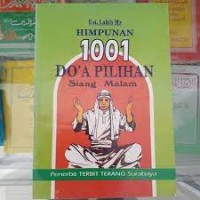 Ust. Labib Mz
HIMPUNAN
1001
DO'A PILIHAN
Siang Malam
Penerbit TERBIT TERANG Surabaya